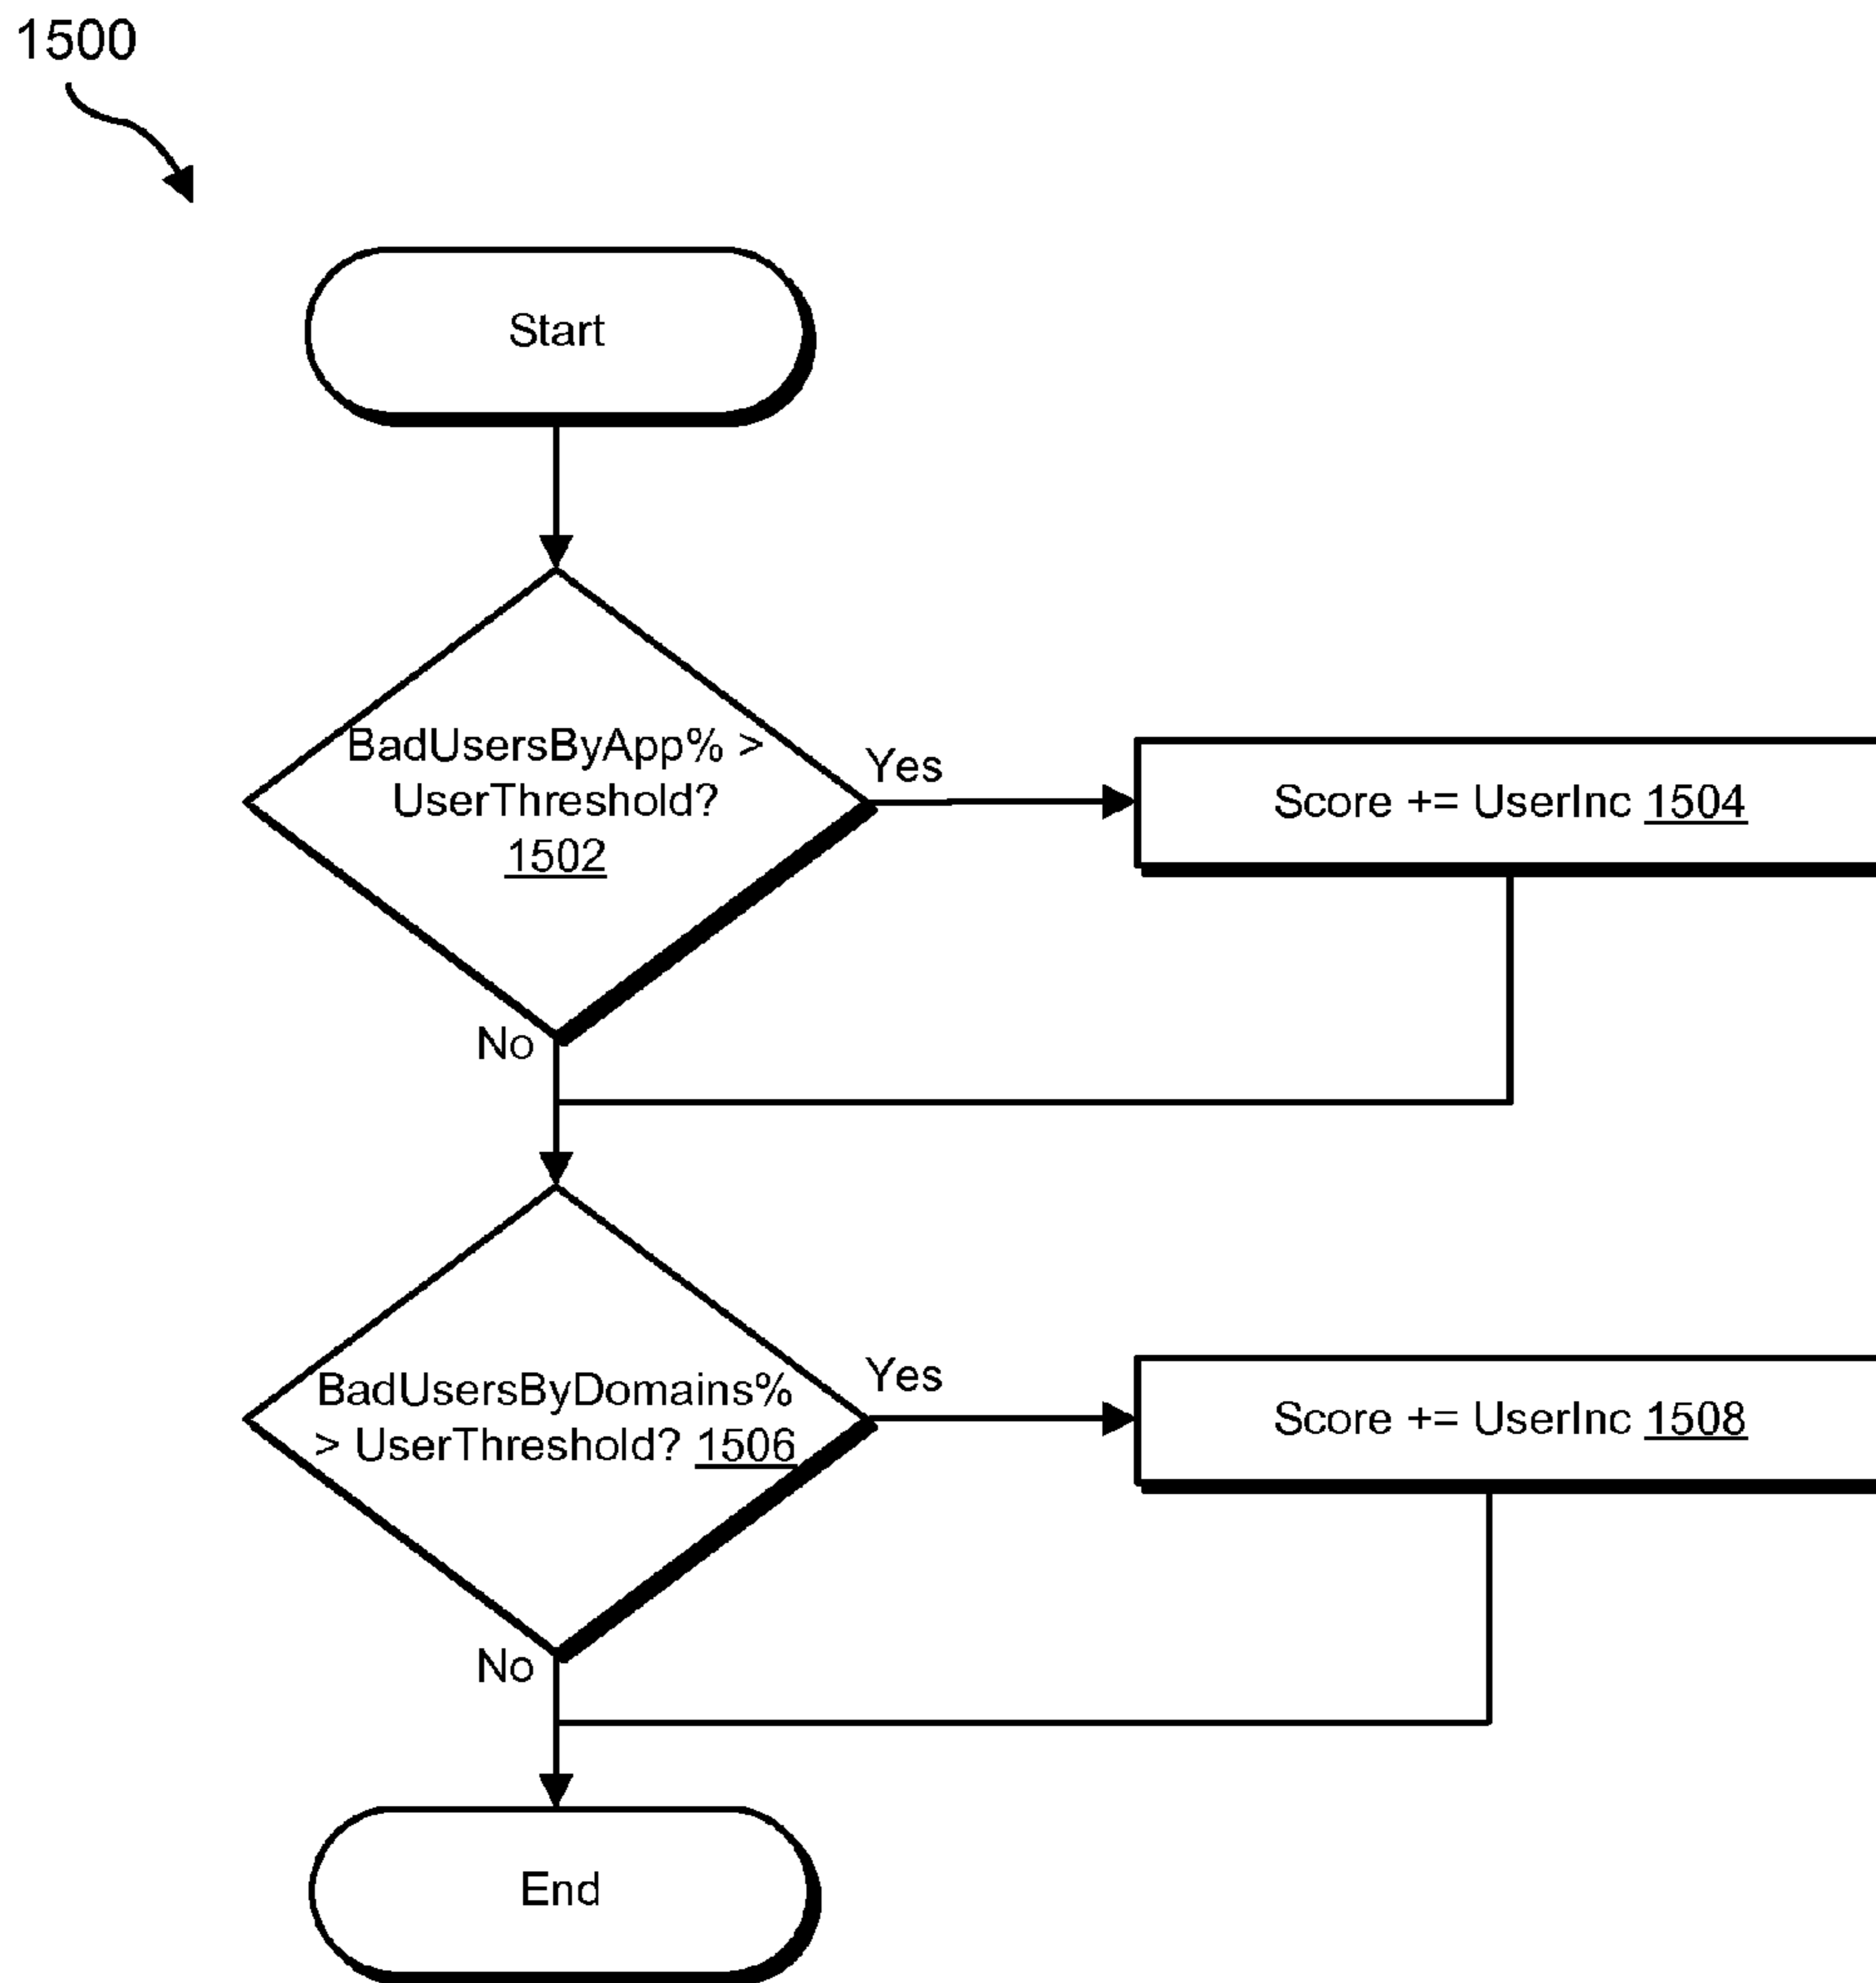 1500
Start
BadUsersByApp% >
UserThreshold?
1502
Yes
Score += UserInc 1504
No
BadUsersByDomains%
> UserThreshold? 1506
Yes
Score += UserInc 1508
No
End